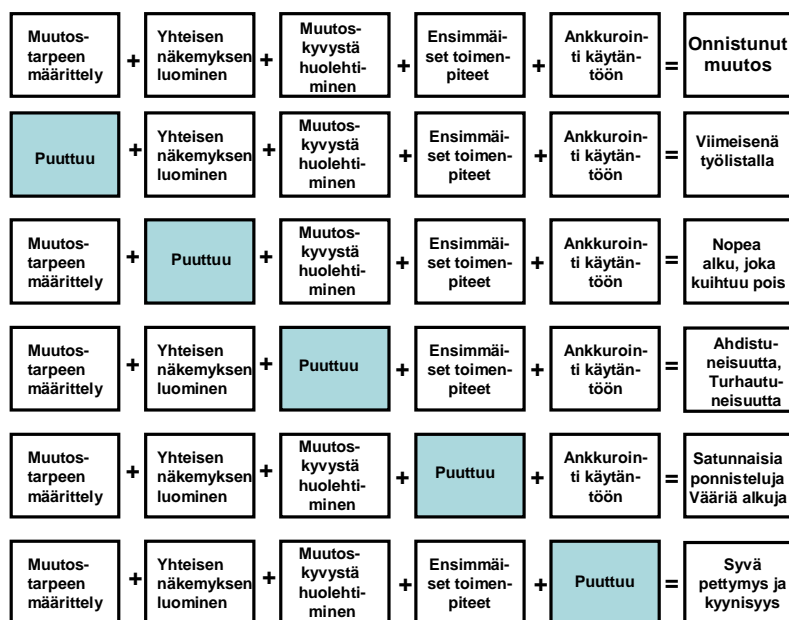 Muutos-
tarpeen
määrittely
+
Yhteisen
näkemyksen
luominen
+
Muutos-
kyvystä
huolehti-
minen
+
Ensimmäi-
set toimen-
piteet
+
Ankkuroin-
ti käytän-
töön
=
Onnistunut
muutos
Puuttuu
+
Yhteisen
näkemyksen
luominen
+
Muutos-
kyvystä
huolehti-
minen
+
Ensimmäi-
set toimen-
piteet
+
Ankkuroin-
ti käytän-
töön
=
Viimeisenä
työlistalla
Muutos-
tarpeen
määrittely
+
Puuttuu
+
Muutos-
kyvystä
huolehti-
minen
+
Ensimmäi-
set toimen-
piteet
+
Ankkuroin-
ti käytän-
töön
=
Nopea
alku, joka
kuihtuu pois
Muutos-
tarpeen
määrittely
+
Yhteisen
näkemyksen
luominen
+
Puuttuu
+
Ensimmäi-
set toimen-
piteet
+
Ankkuroin-
ti käytän-
töön
=
Ahdistu-
neisuutta,
Turhautu-
neisuutta
Muutos-
tarpeen
määrittely
+
Yhteisen
näkemyksen
luominen
+
Muutos-
kyvystä
huolehti-
minen
+
Puuttuu
+
Ankkuroin-
ti käytän-
töön
=
Satunnaisia
ponnisteluja
Vääriä alkuja
Muutos-
tarpeen
määrittely
+
Yhteisen
näkemyksen
luominen
+
Muutos-
kyvystä
huolehti-
minen
+
Ensimmäi-
set toimen-
piteet
+
Puuttuu
=
Syvä
pettymys ja
kyynisyys